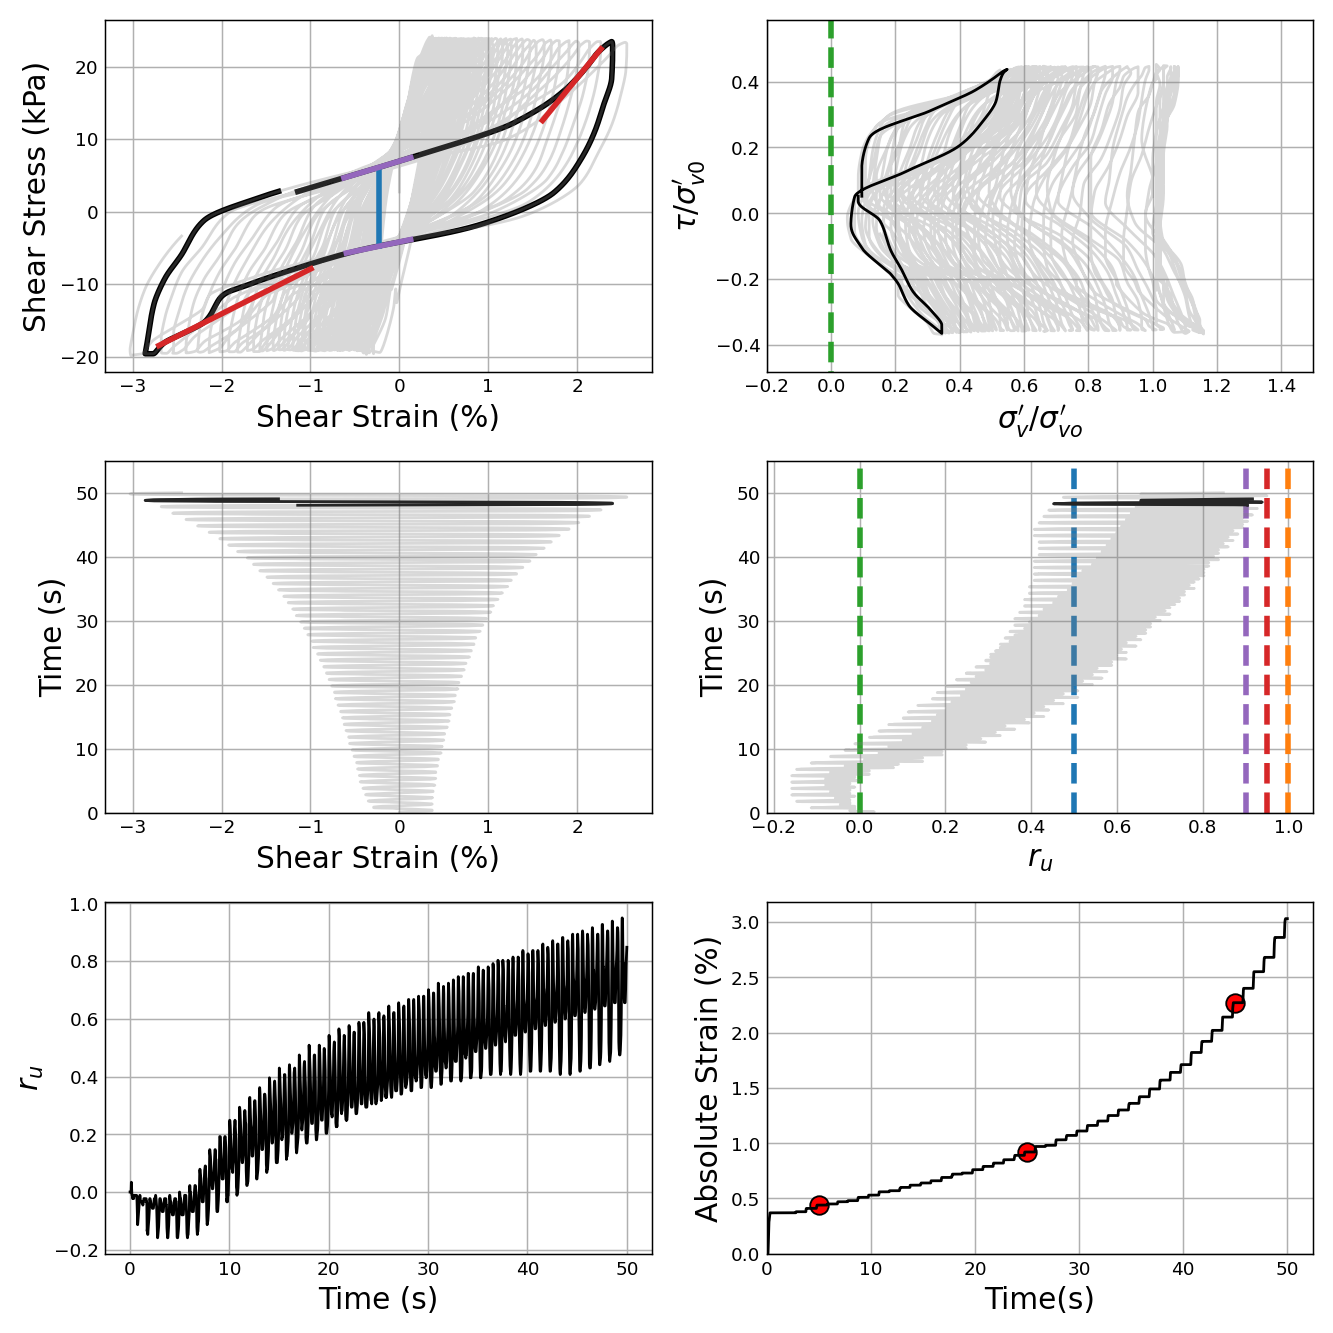 Shear Stress (kPa)
20
10
0
−10
−20
−3 −2 −1 0 1 2
Shear Strain (%)
τ/σ′v0
0.4
0.2
0.0
−0.2
−0.4
−0.2 0.0 0.2 0.4 0.6 0.8 1.0 1.2 1.4
σ′v/σ′vo
Time (s)
50
40
30
20
10
0
−3 −2 −1 0 1 2
Shear Strain (%)
Time (s)
50
40
30
20
10
0
−0.2 0.0 0.2 0.4 0.6 0.8 1.0
ru
ru
1.0
0.8
0.6
0.4
0.2
0.0
−0.2
0 10 20 30 40 50
Time (s)
Absolute Strain (%)
3.0
2.5
2.0
1.5
1.0
0.5
0.0
0 10 20 30 40 50
Time(s)